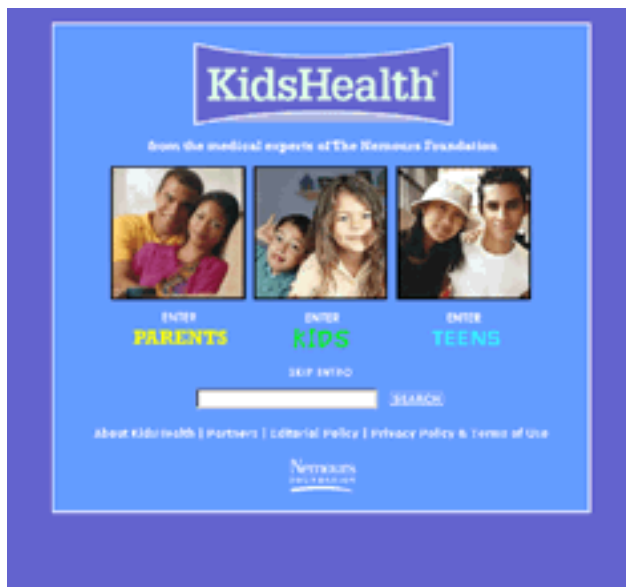 KidsHealth®
from the medical experts of The Nemours Foundation
ENTER ENTER ENTER
PARENTS KIDS TEENS
SKIP INTRO
SEARCH
About KidsHealth | Partners | Editorial Policy | Privacy Policy & Terms of Use
Nemours
FOUNDATION